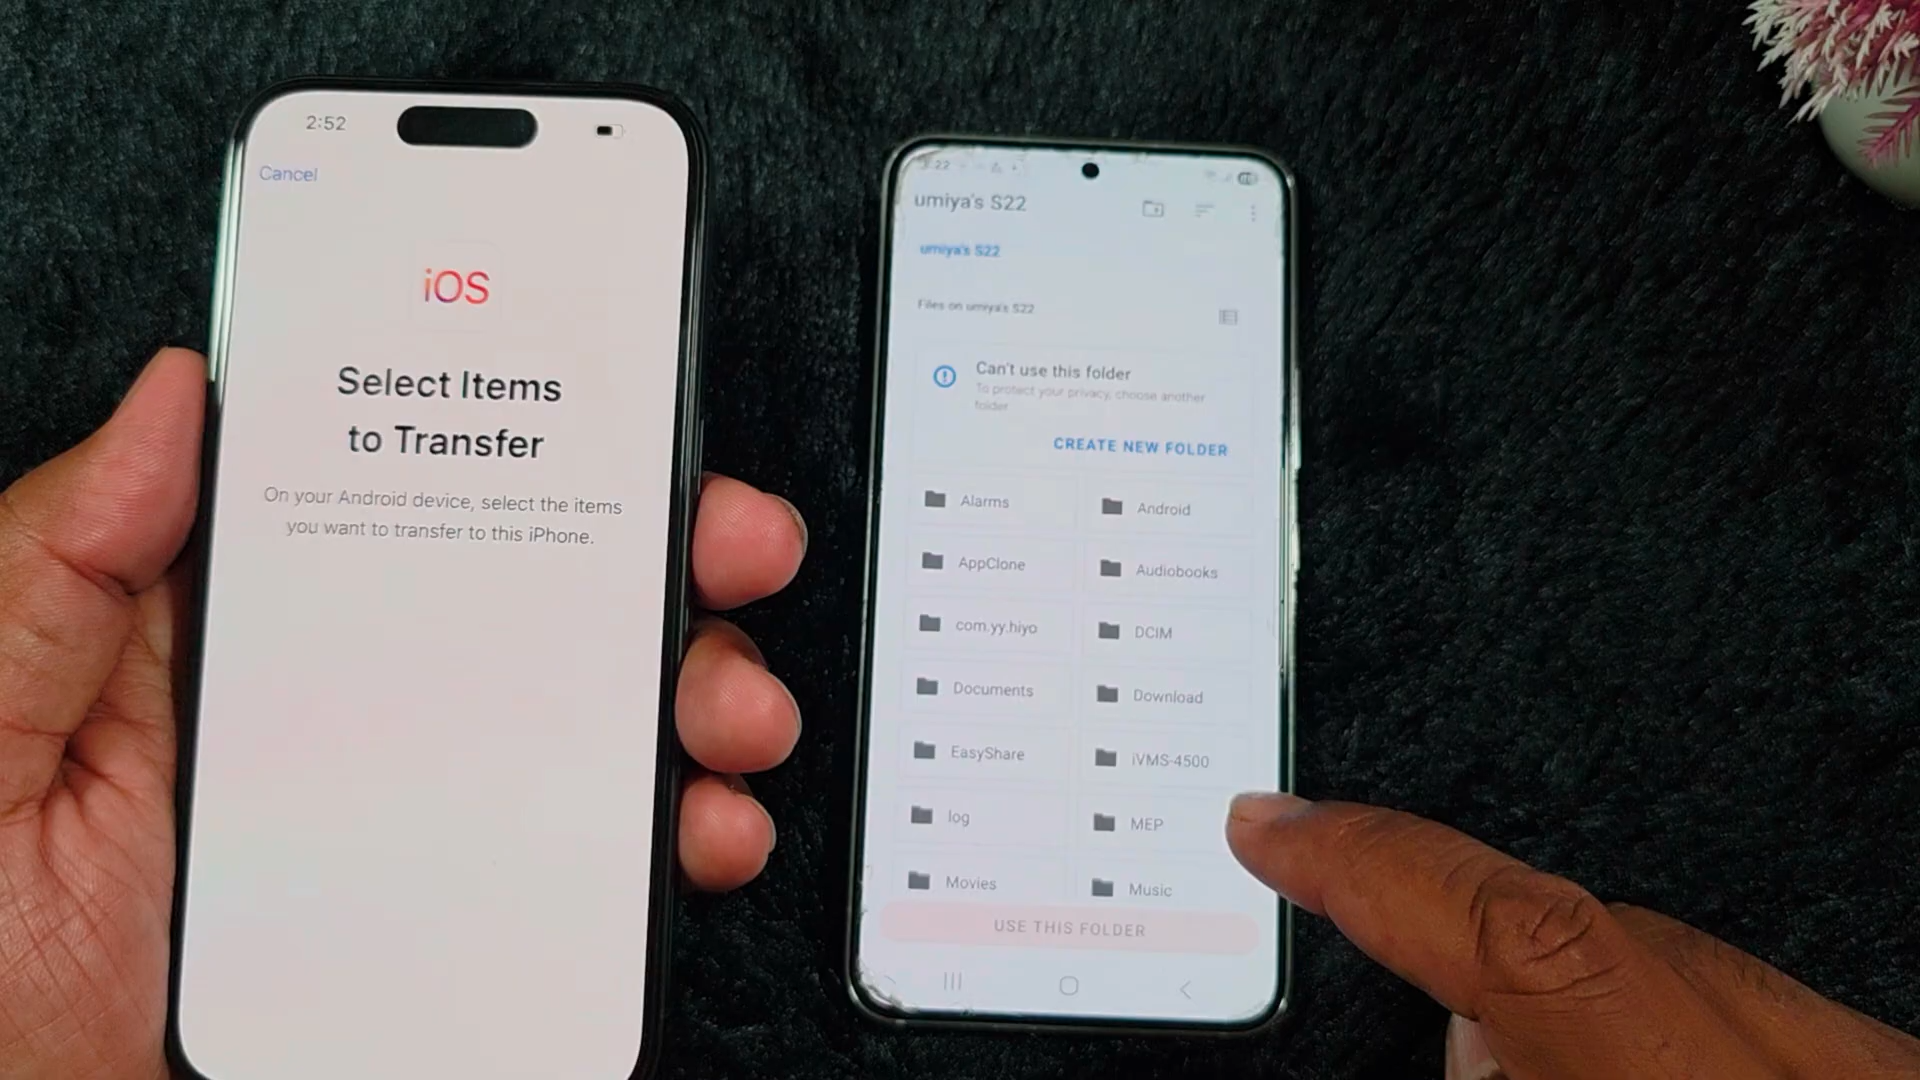 2:52
Cancel
iOS
Select Items
to Transfer
On your Android device, select the items
you want to transfer to this iPhone.
umiya's S22
umiya's S22
Files on umiya's S22
Can't use this folder
To protect your privacy, choose another
folder
CREATE NEW FOLDER
Alarms
Android
AppClone
Audiobooks
com.yy.hiyo
DCIM
Documents
Download
EasyShare
iVMS-4500
log
MEP
Movies
Music
USE THIS FOLDER